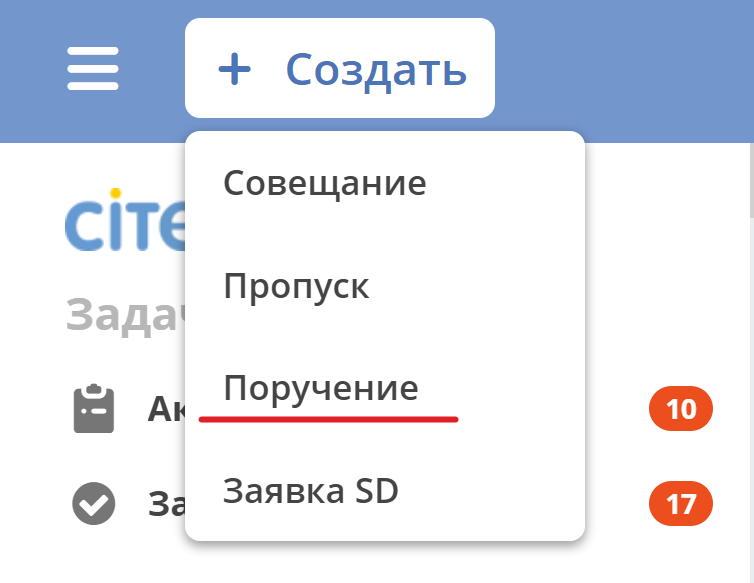 Создать
Совещание
Пропуск
Поручение
10
Заявка SD
17